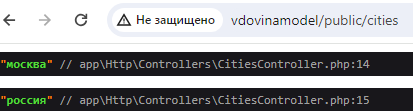 Не защищено vdovinamodel/public/cities
"москва" // app\Http\Controllers\CitiesController.php:14
"россия" // app\Http\Controllers\CitiesController.php:15